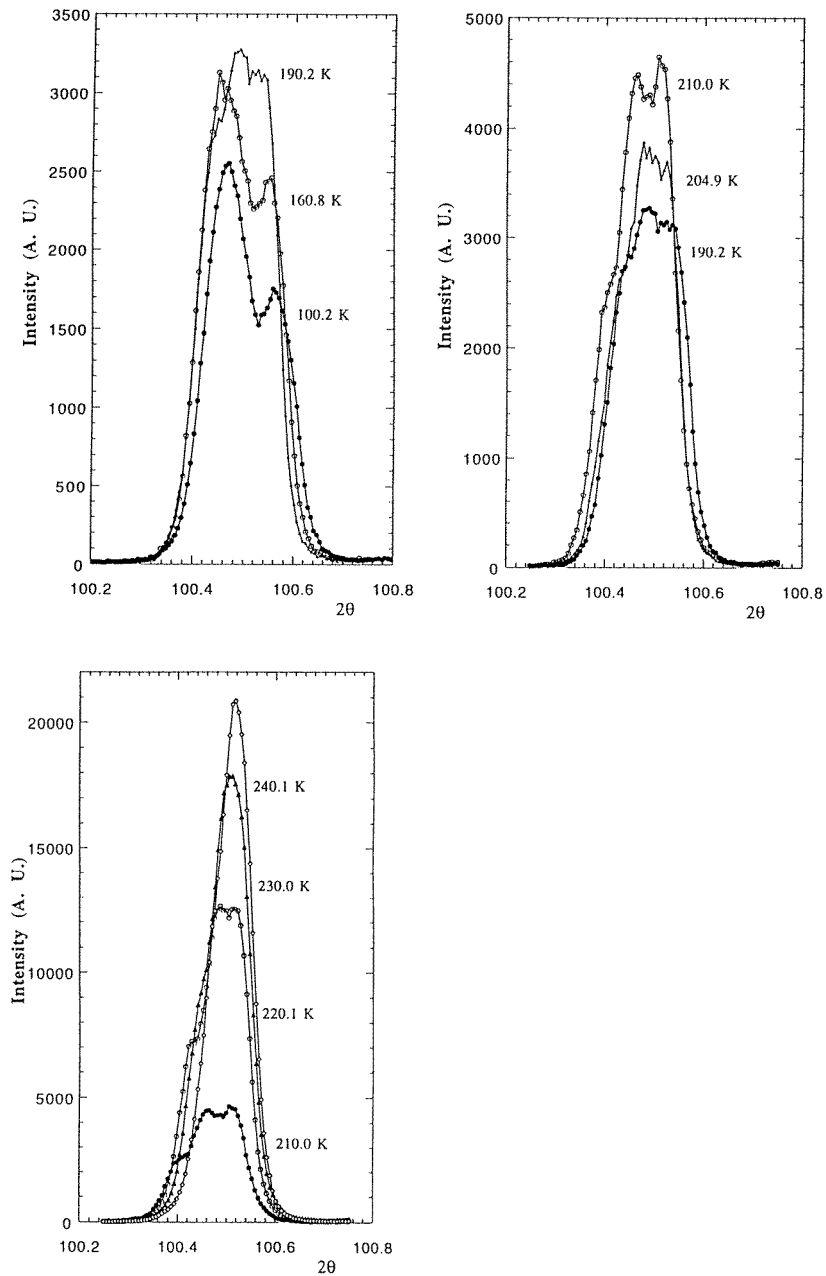 3500
3000
2500
2000
1500
1000
500
0
Intensity (A. U.)
190.2 K
160.8 K
100.2 K
100.2 100.4 100.6 100.8
2θ
5000
4000
3000
2000
1000
0
Intensity (A. U.)
210.0 K
204.9 K
190.2 K
100.2 100.4 100.6 100.8
2θ
20000
15000
10000
5000
0
Intensity (A. U.)
240.1 K
230.0 K
220.1 K
210.0 K
100.2 100.4 100.6 100.8
2θ